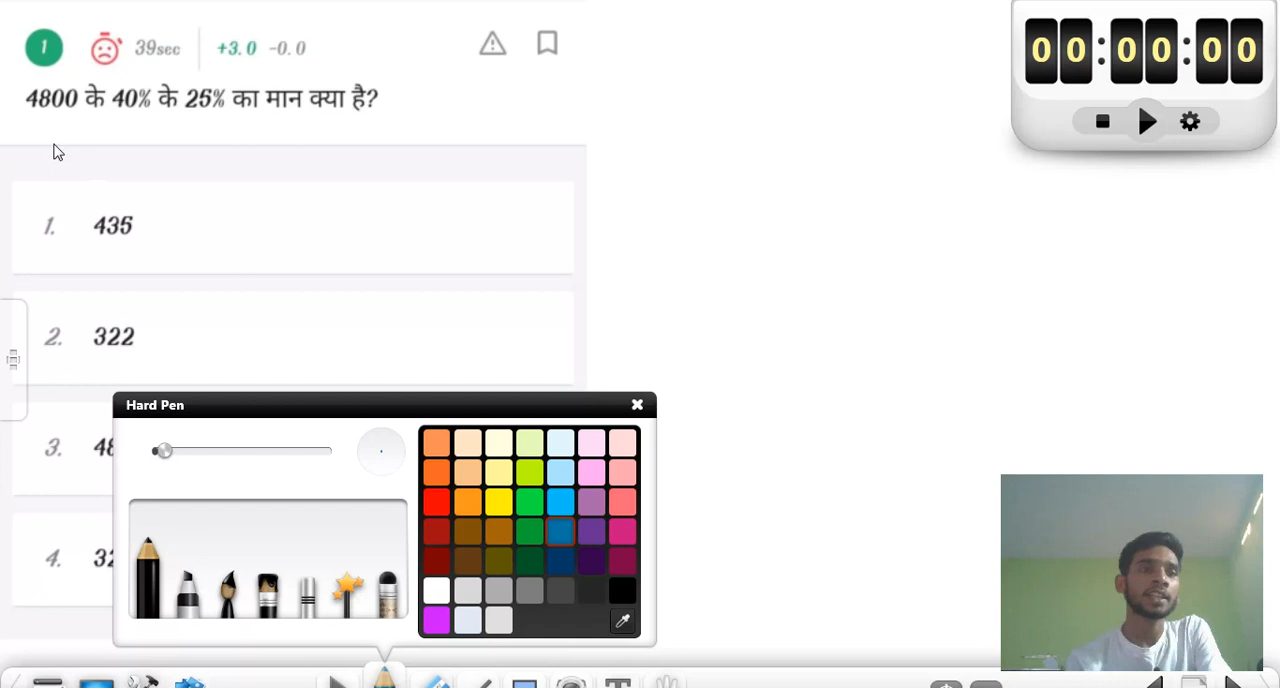 1 39sec +3.0 -0.0
4800 के 40% के 25% का मान क्या है?
1. 435
2. 322
3.
4.
Hard Pen
00:00:00